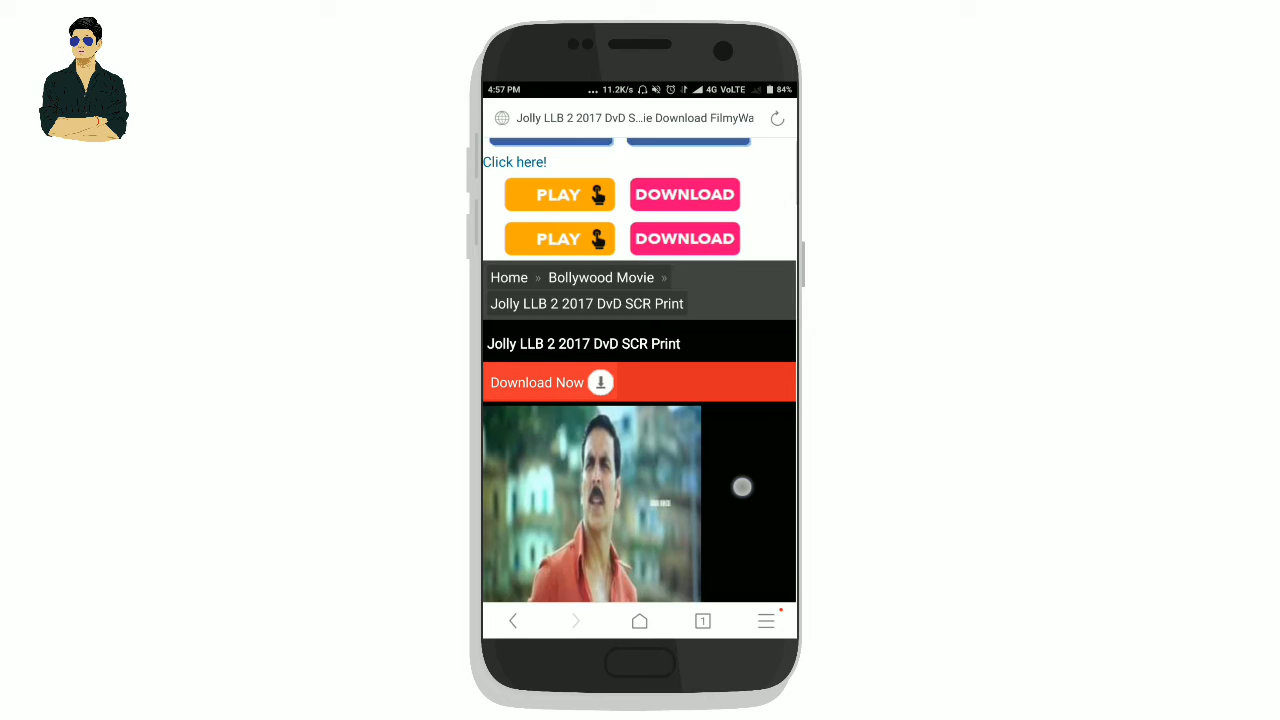 4:57 PM
... 11.2K/s 4G VoLTE 84%
Jolly LLB 2 2017 DvD S...ie Download FilmyWa
Click here!
PLAY DOWNLOAD
PLAY DOWNLOAD
Home » Bollywood Movie »
Jolly LLB 2 2017 DvD SCR Print
Jolly LLB 2 2017 DvD SCR Print
Download Now
1